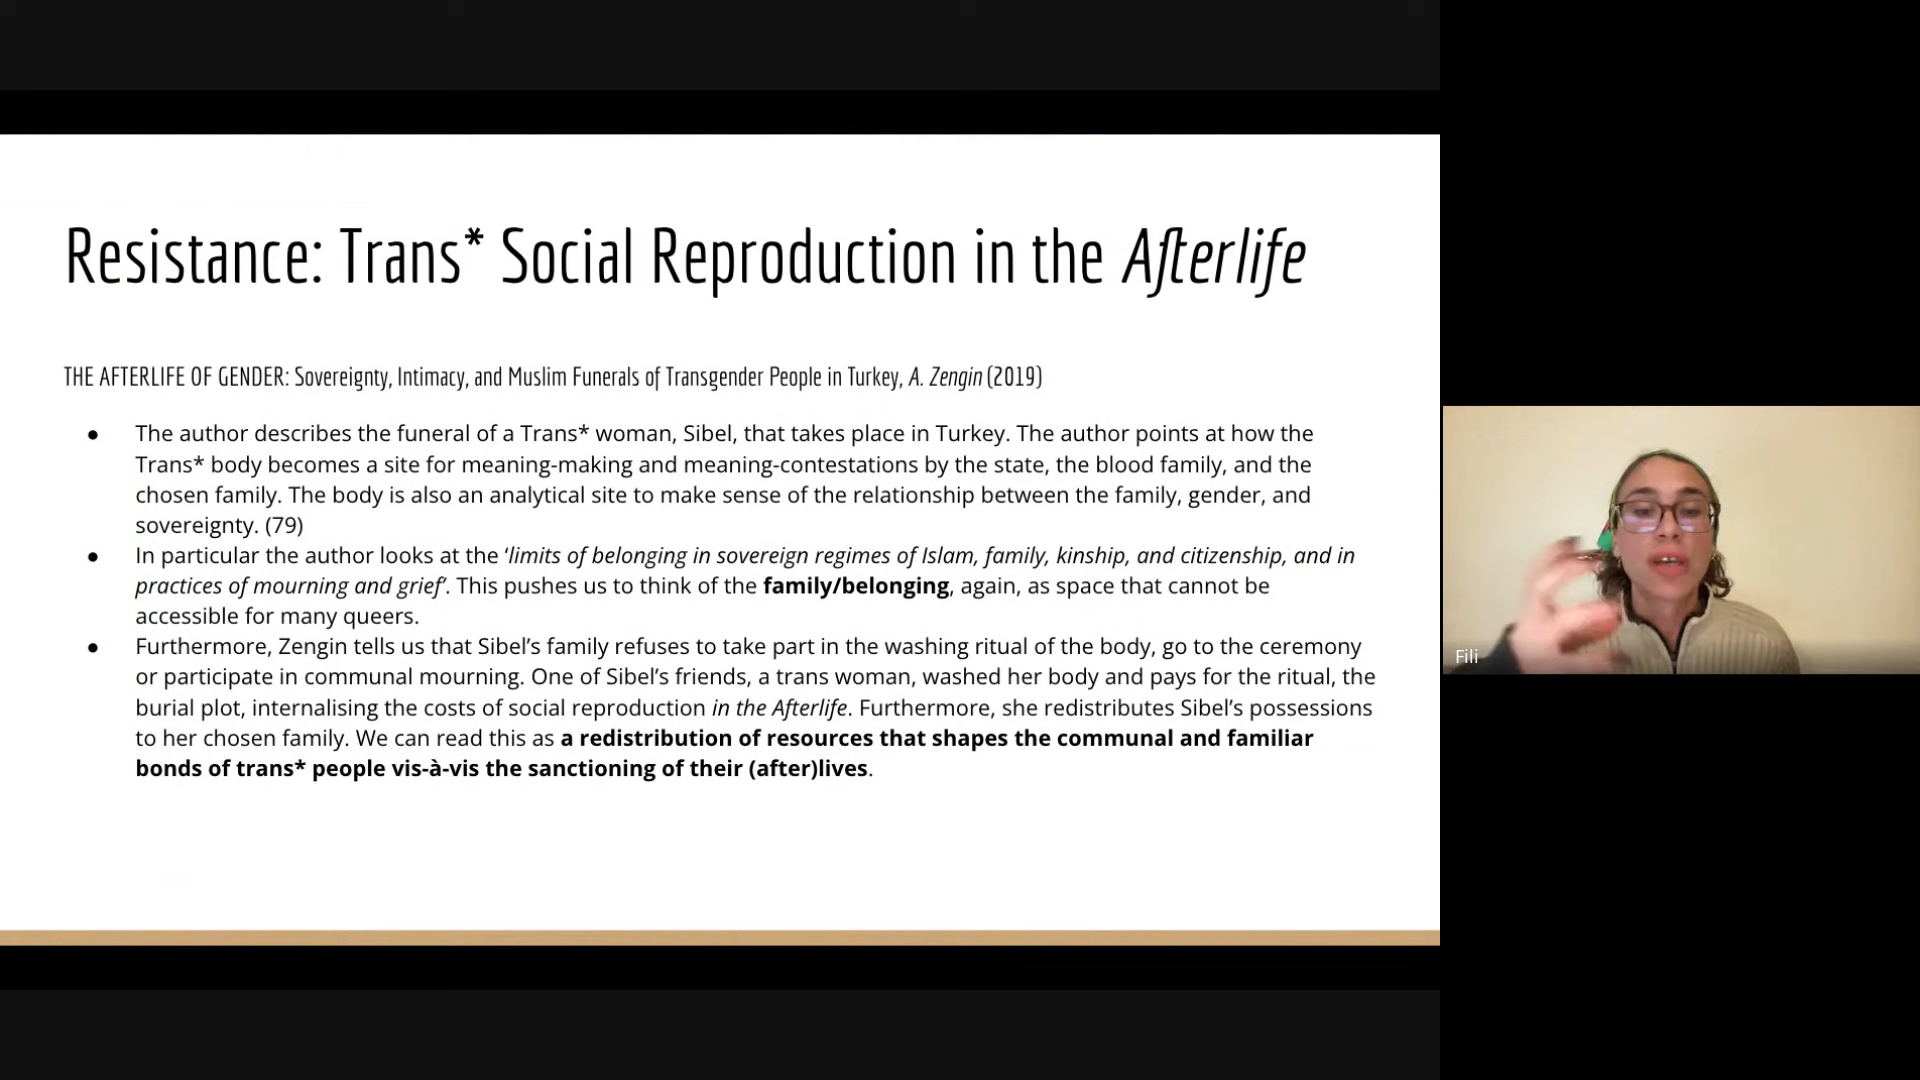 Resistance: Trans* Social Reproduction in the Afterlife
THE AFTERLIFE OF GENDER: Sovereignty, Intimacy, and Muslim Funerals of Transgender People in Turkey, A. Zengin (2019)
● The author describes the funeral of a Trans* woman, Sibel, that takes place in Turkey. The author points at how the
Trans* body becomes a site for meaning-making and meaning-contestations by the state, the blood family, and the
chosen family. The body is also an analytical site to make sense of the relationship between the family, gender, and
sovereignty. (79)
● In particular the author looks at the ‘limits of belonging in sovereign regimes of Islam, family, kinship, and citizenship, and in
practices of mourning and grief’. This pushes us to think of the family/belonging, again, as space that cannot be
accessible for many queers.
● Furthermore, Zengin tells us that Sibel’s family refuses to take part in the washing ritual of the body, go to the ceremony
or participate in communal mourning. One of Sibel’s friends, a trans woman, washed her body and pays for the ritual, the
burial plot, internalising the costs of social reproduction in the Afterlife. Furthermore, she redistributes Sibel’s possessions
to her chosen family. We can read this as a redistribution of resources that shapes the communal and familiar
bonds of trans* people vis-à-vis the sanctioning of their (after)lives.
Fili